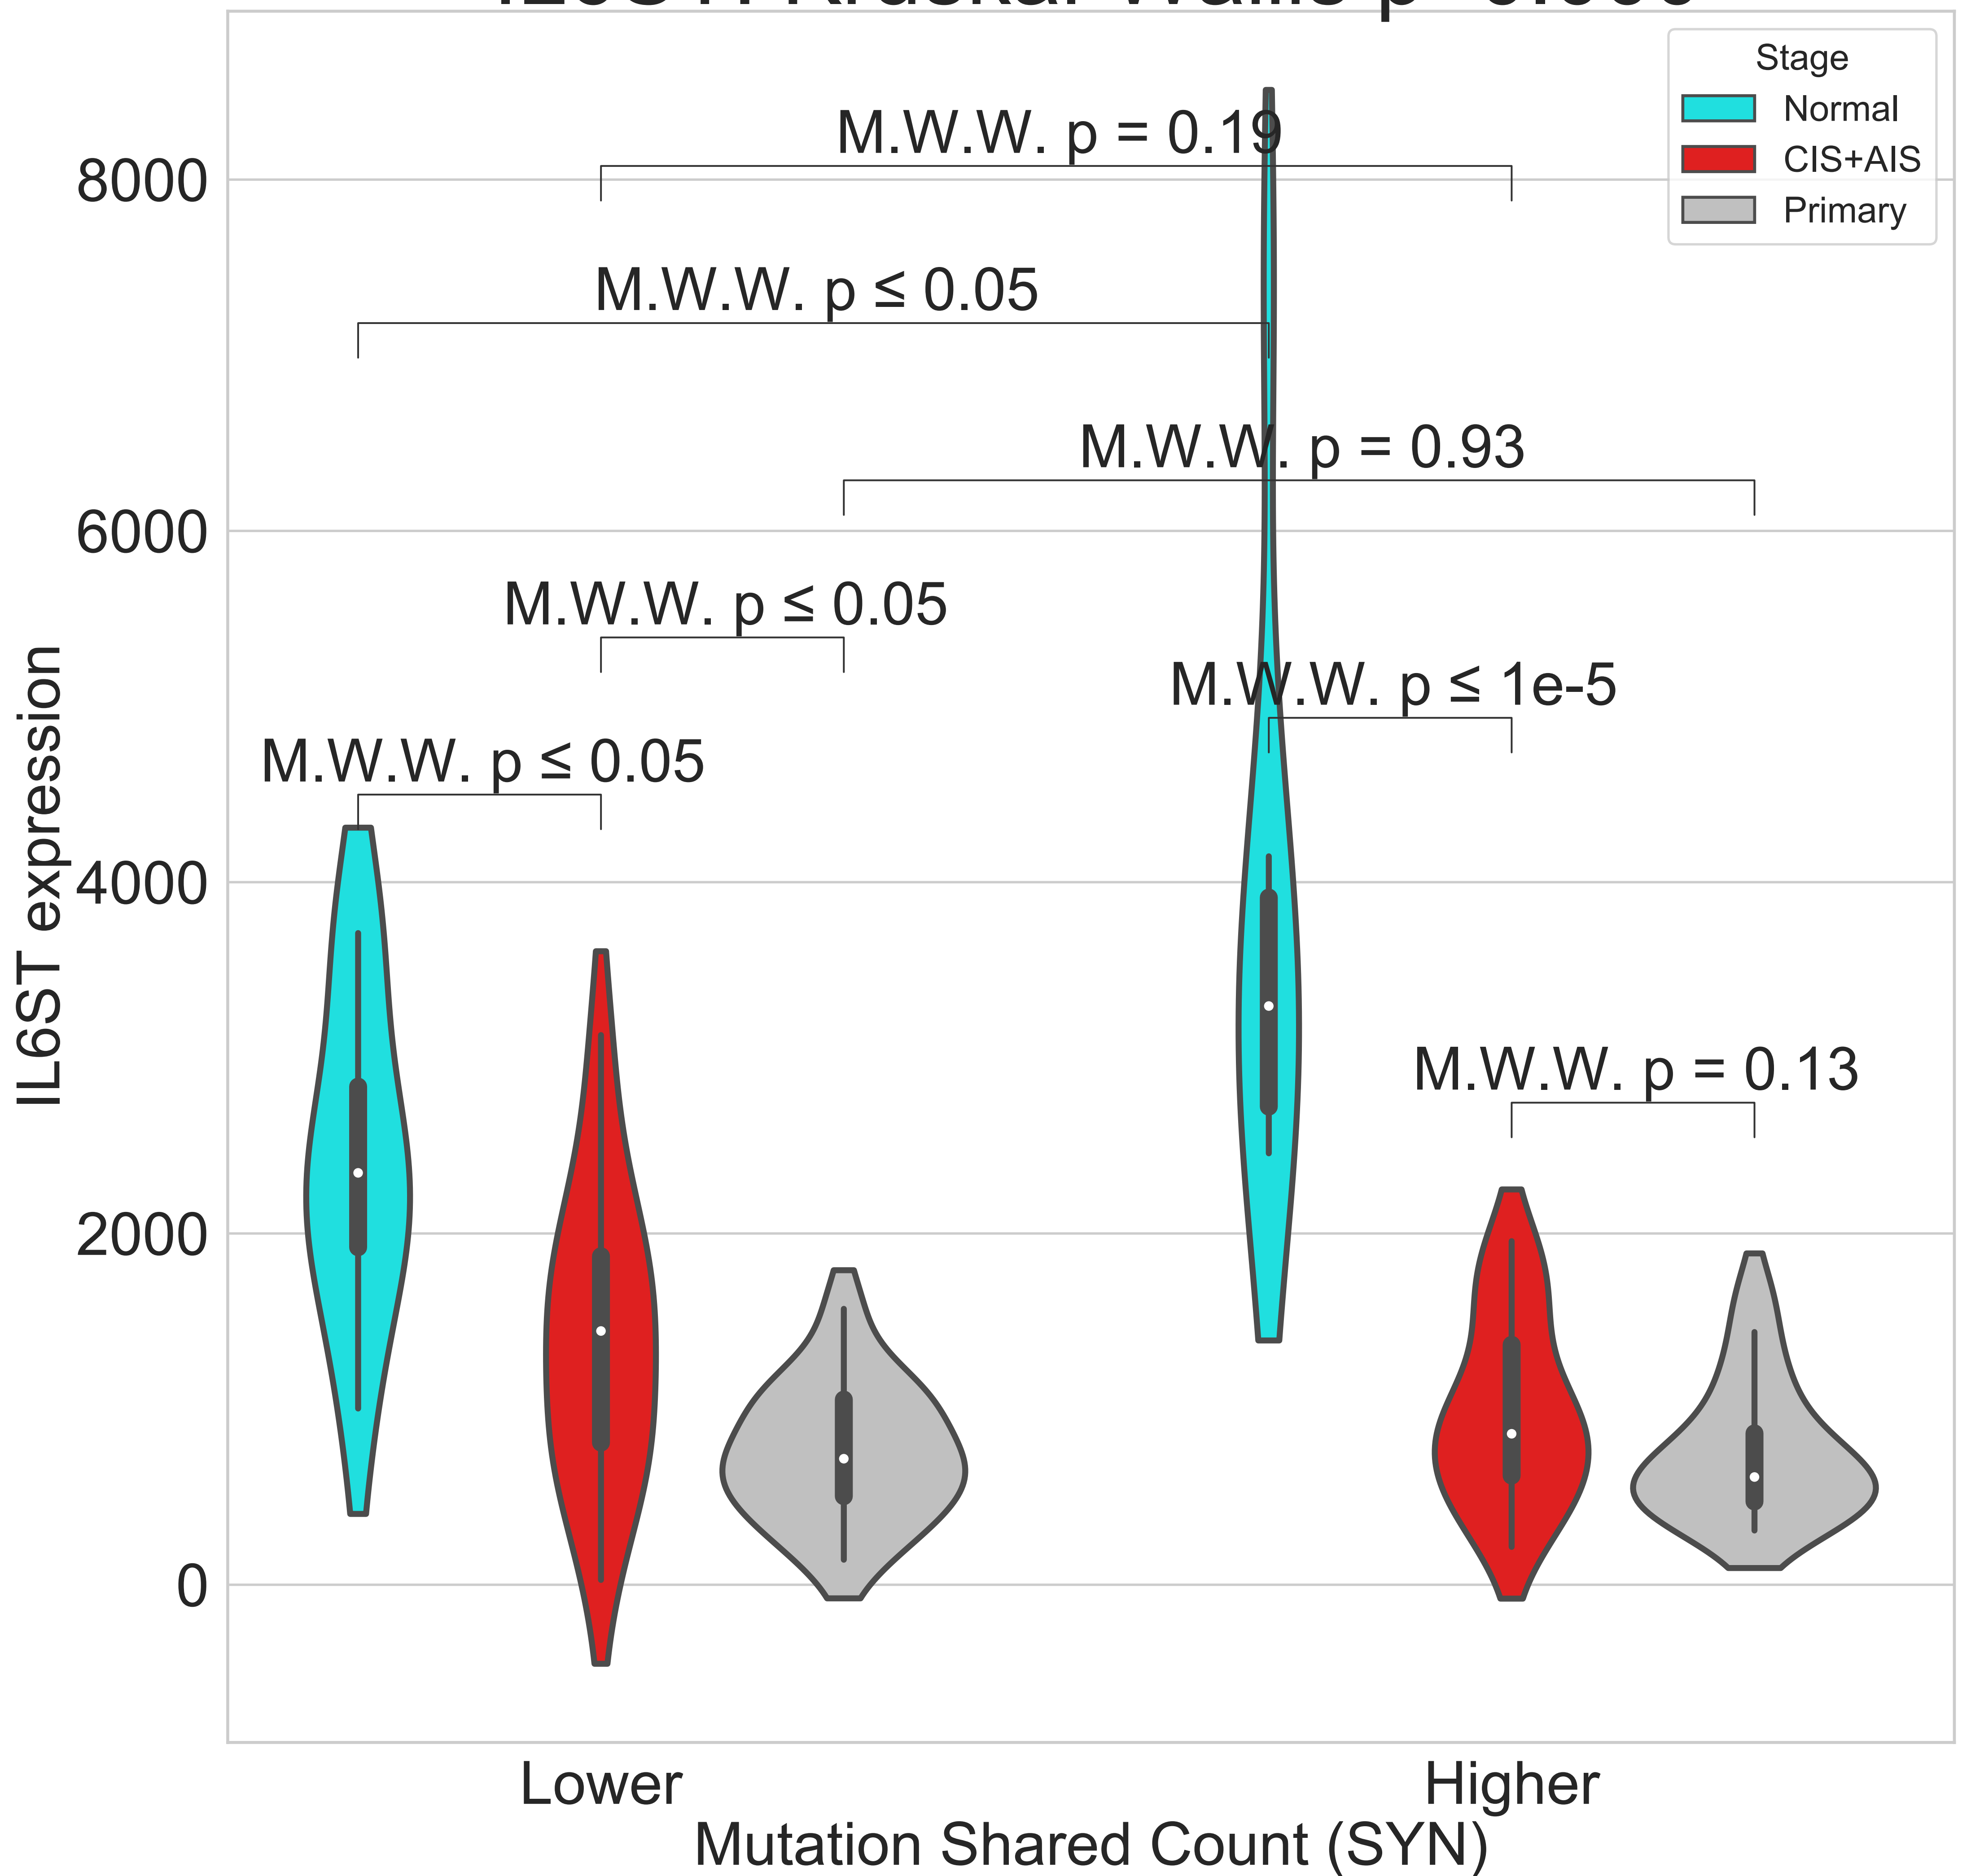 Stage
Normal
CIS+AIS
Primary
M.W.W. p = 0.19
8000
M.W.W. p ≤ 0.05
M.W.W. p = 0.93
6000
M.W.W. p ≤ 0.05
M.W.W. p ≤ 1e-5
M.W.W. p ≤ 0.05
4000
M.W.W. p = 0.13
2000
0
IL6ST expression
Lower
Higher
Mutation Shared Count (SYN)